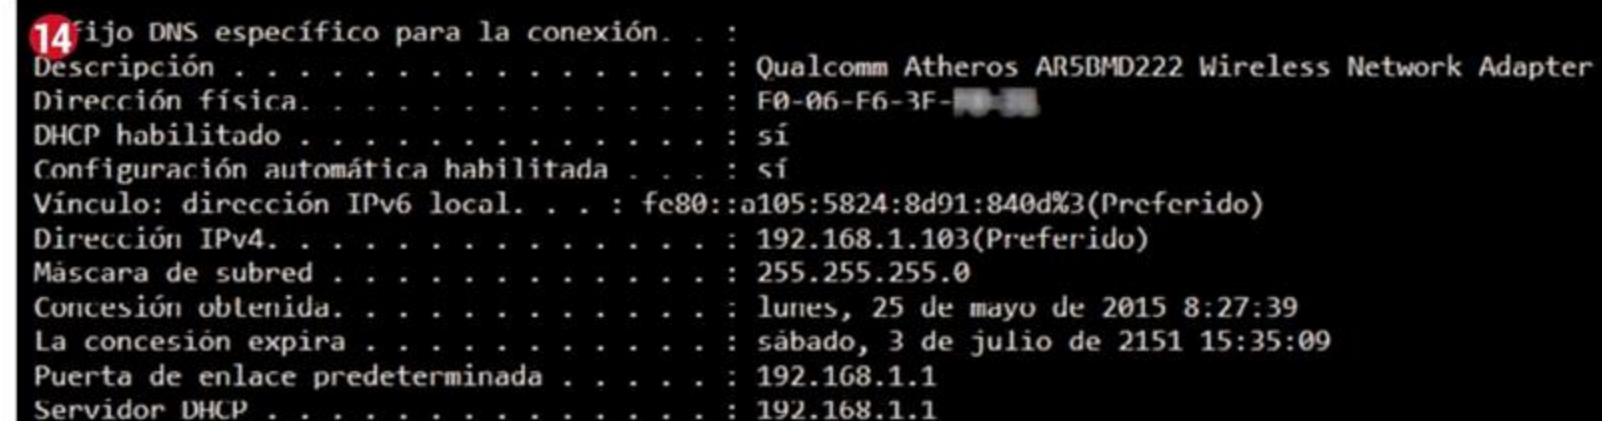 14
fijo DNS específico para la conexión. . :
Descripción . . . . . . . . . . . . . . . : Qualcomm Atheros AR5BMD222 Wireless Network Adapter
Dirección física. . . . . . . . . . . . . : F0-06-F6-3F-
DHCP habilitado . . . . . . . . . . . . . : sí
Configuración automática habilitada . . . : sí
Vínculo: dirección IPv6 local. . . : fe80::a105:5824:8d91:840d%3(Preferido)
Dirección IPv4. . . . . . . . . . . . . . : 192.168.1.103(Preferido)
Máscara de subred . . . . . . . . . . . . : 255.255.255.0
Concesión obtenida. . . . . . . . . . . . : lunes, 25 de mayo de 2015 8:27:39
La concesión expira . . . . . . . . . . . : sábado, 3 de julio de 2151 15:35:09
Puerta de enlace predeterminada . . . . . : 192.168.1.1
Servidor DHCP . . . . . . . . . . . . . . : 192.168.1.1